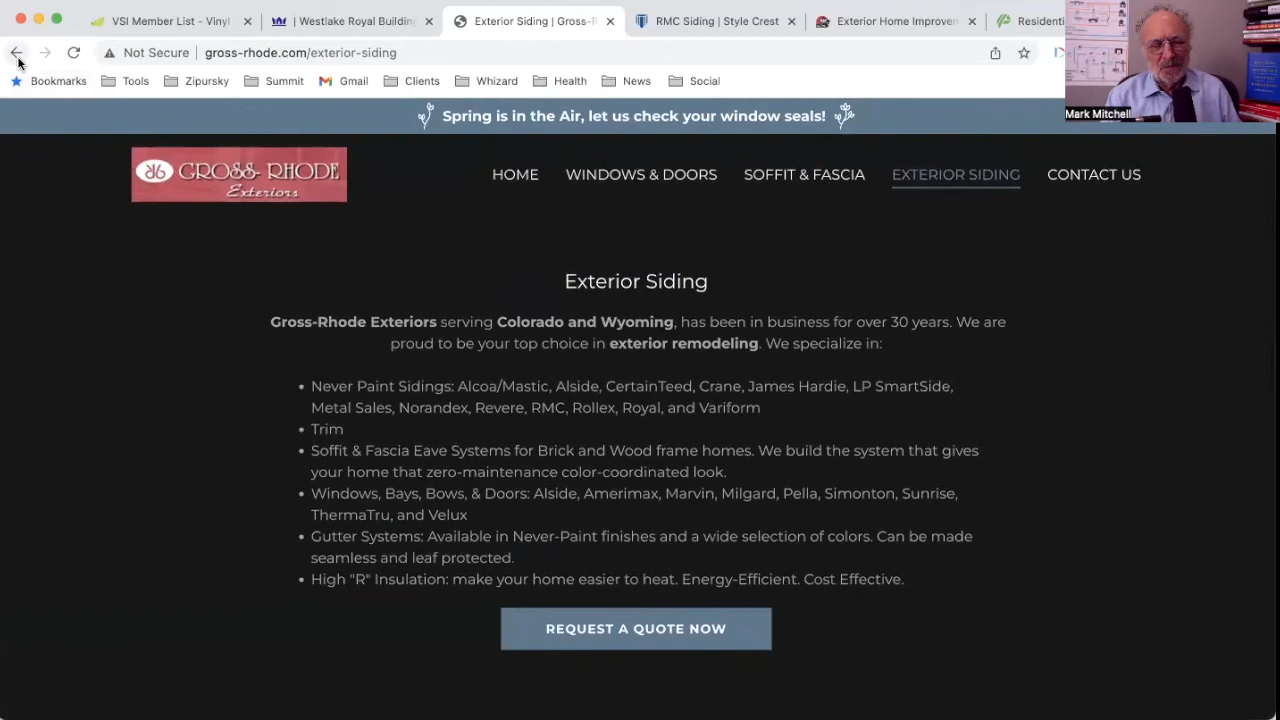 VSI Member List – Vinyl
| Westlake Royal Building
Exterior Siding | Gross-R
RMC Siding | Style Crest
Exterior Home Improven
Residenti
Not Secure
gross-rhode.com/exterior-siding
Bookmarks
Tools
Zipursky
Summit
Gmail
Clients
Whizard
Health
News
Social
Mark Mitchell
Spring is in the Air, let us check your window seals!
GROSS-RHODE
Exteriors
HOME
WINDOWS & DOORS
SOFFIT & FASCIA
EXTERIOR SIDING
CONTACT US
Exterior Siding
Gross-Rhode Exteriors serving Colorado and Wyoming, has been in business for over 30 years. We are
proud to be your top choice in exterior remodeling. We specialize in:
• Never Paint Sidings: Alcoa/Mastic, Alside, CertainTeed, Crane, James Hardie, LP SmartSide,
Metal Sales, Norandex, Revere, RMC, Rollex, Royal, and Variform
• Trim
• Soffit & Fascia Eave Systems for Brick and Wood frame homes. We build the system that gives
your home that zero-maintenance color-coordinated look.
• Windows, Bays, Bows, & Doors: Alside, Amerimax, Marvin, Milgard, Pella, Simonton, Sunrise,
ThermaTru, and Velux
• Gutter Systems: Available in Never-Paint finishes and a wide selection of colors. Can be made
seamless and leaf protected.
• High "R" Insulation: make your home easier to heat. Energy-Efficient. Cost Effective.
REQUEST A QUOTE NOW